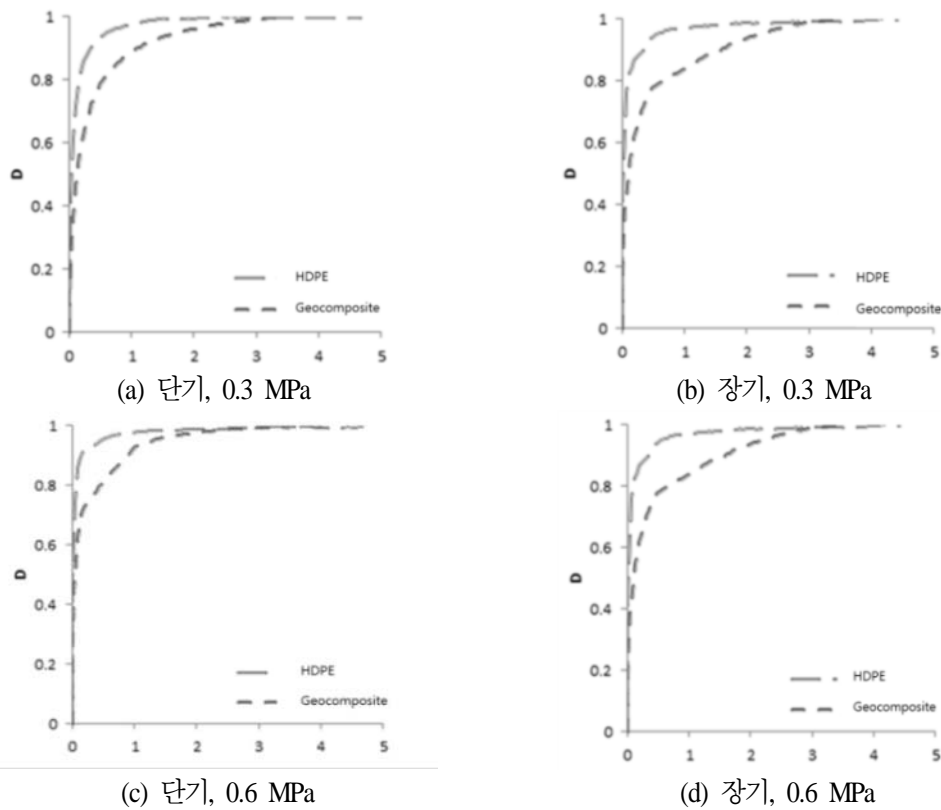 1
0.8
0.6
D
0.4
0.2
0
HDPE
Geocomposite
0 1 2 3 4 5
(a) 단기, 0.3 MPa
1
0.8
0.6
D
0.4
0.2
0
HDPE
Geocomposite
0 1 2 3 4 5
(b) 장기, 0.3 MPa
1
0.8
0.6
D
0.4
0.2
0
HDPE
Geocomposite
0 1 2 3 4 5
(c) 단기, 0.6 MPa
1
0.8
0.6
D
0.4
0.2
0
HDPE
Geocomposite
0 1 2 3 4 5
(d) 장기, 0.6 MPa